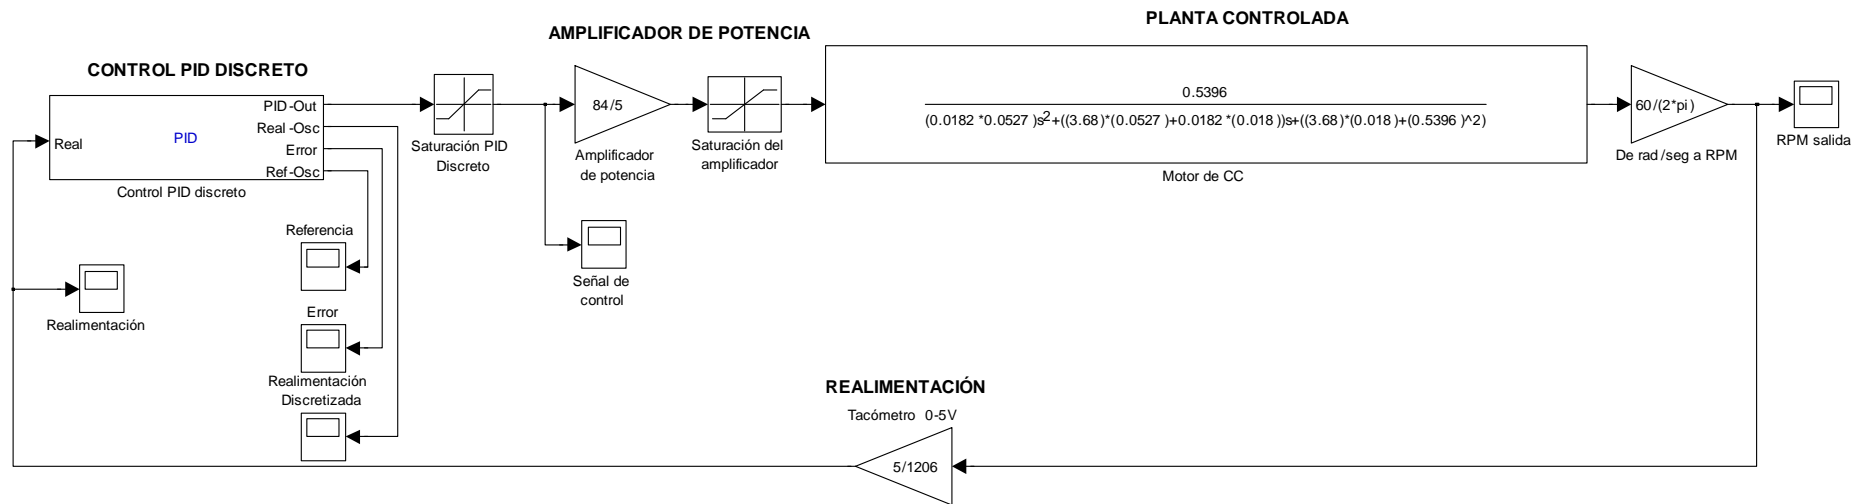 PLANTA CONTROLADA
AMPLIFICADOR DE POTENCIA
CONTROL PID DISCRETO
Real
PID
PID-Out
Real-Osc
Error
Ref-Osc
Control PID discreto
Saturación PID
Discreto
84/5
Amplificador
de potencia
Saturación del
amplificador
0.5396
(0.0182 *0.0527 )s2+((3.68)*(0.0527 )+0.0182 *(0.018 ))s+((3.68)*(0.018 )+(0.5396 )^2)
Motor de CC
60/(2*pi)
De rad /seg a RPM
RPM salida
Referencia
Señal de
control
Realimentación
Error
Realimentación
Discretizada
REALIMENTACIÓN
Tacómetro 0-5V
5/1206